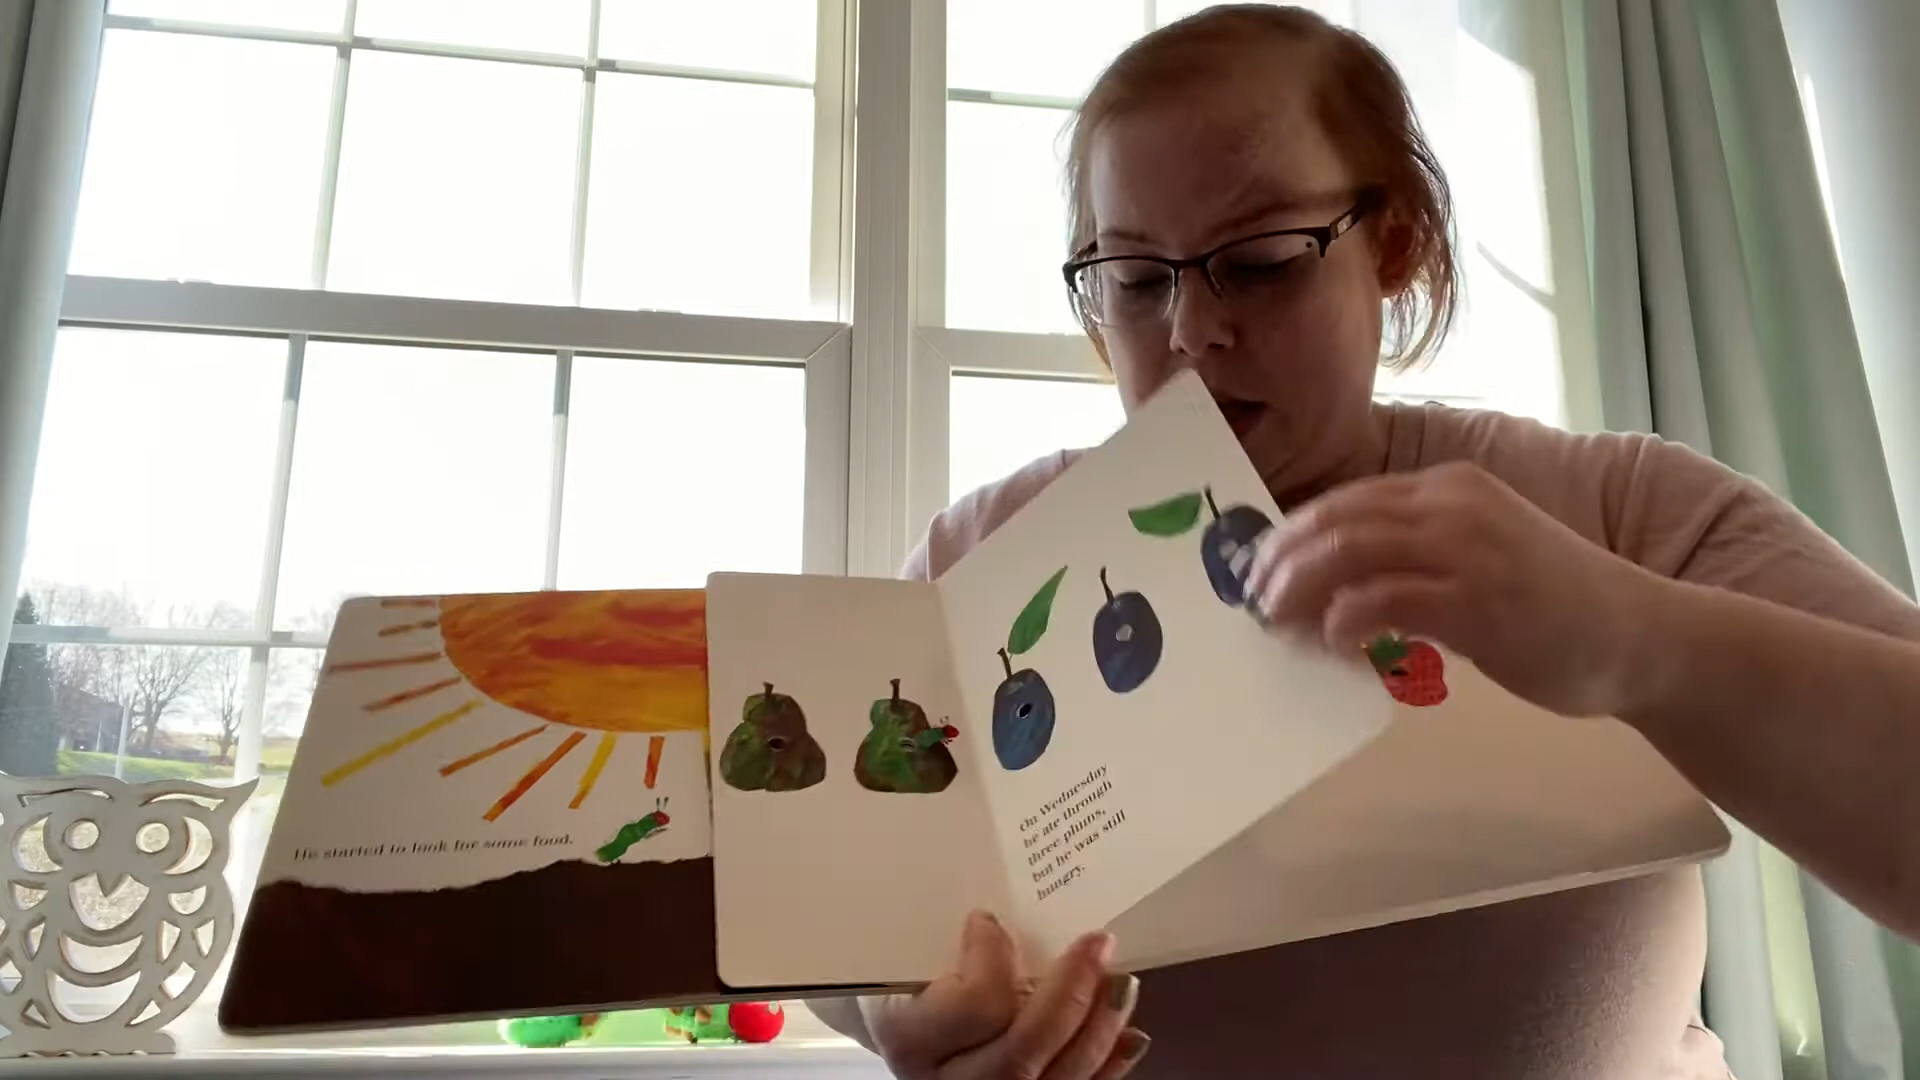 He started to look for some food.
On Wednesday
he ate through
three plums,
but he was still
hungry.